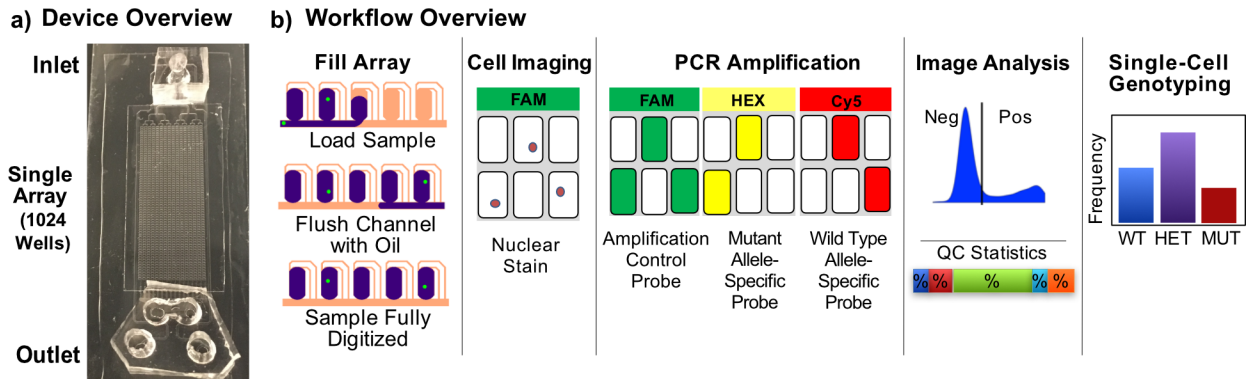 a) Device Overview
Inlet
Single
Array
(1024
Wells)
Outlet
b) Workflow Overview
Fill Array
Load Sample
Flush Channel
with Oil
Sample Fully
Digitized
Cell Imaging
FAM
Nuclear
Stain
PCR Amplification
FAM HEX Cy5
Amplification
Control
Probe
Mutant
Allele-
Specific
Probe
Wild Type
Allele-
Specific
Probe
Image Analysis
Neg Pos
QC Statistics
% % % % %
Single-Cell
Genotyping
Frequency
WT HET MUT